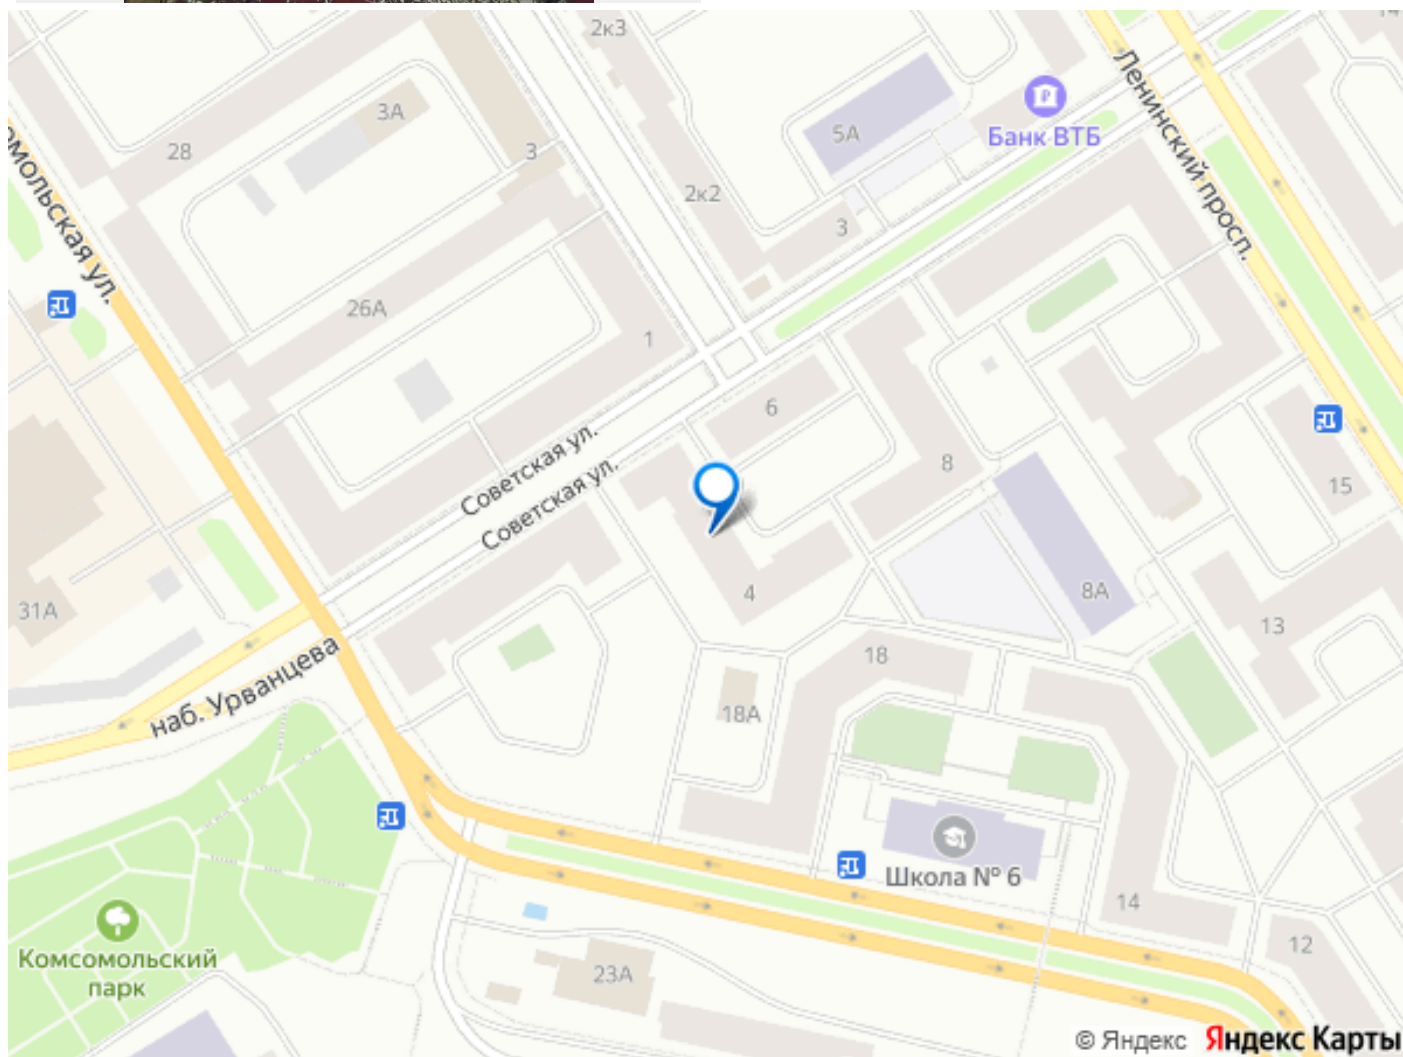 2к3
14
Ленинский просп.
3А
Банк ВТБ
5А
28
3
2к2
омольская ул.
3
26А
1
6
Советская ул.
Советская ул.
8
15
4
8А
31А
13
наб. Урванцева
18
18А
Школа № 6
14
12
Комсомольский
парк
23А
© Яндекс Яндекс Карты